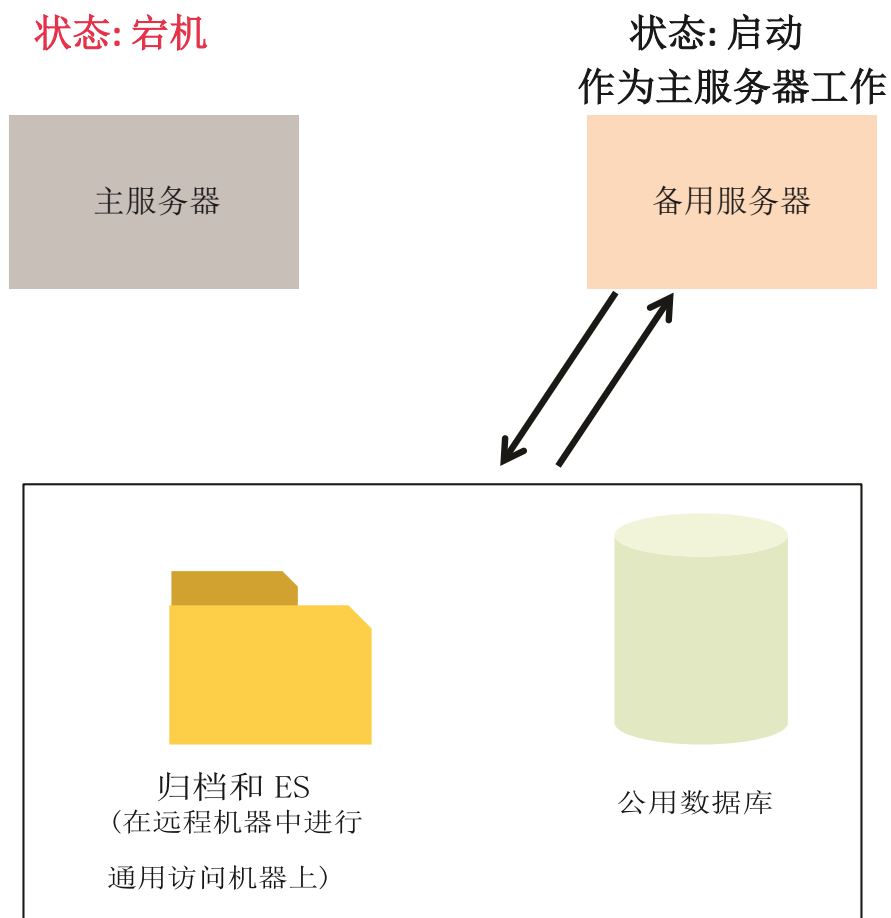 状态: 宕机
状态: 启动
作为主服务器工作
主服务器
备用服务器
归档和 ES
(在远程机器中进行
通用访问机器上)
公用数据库